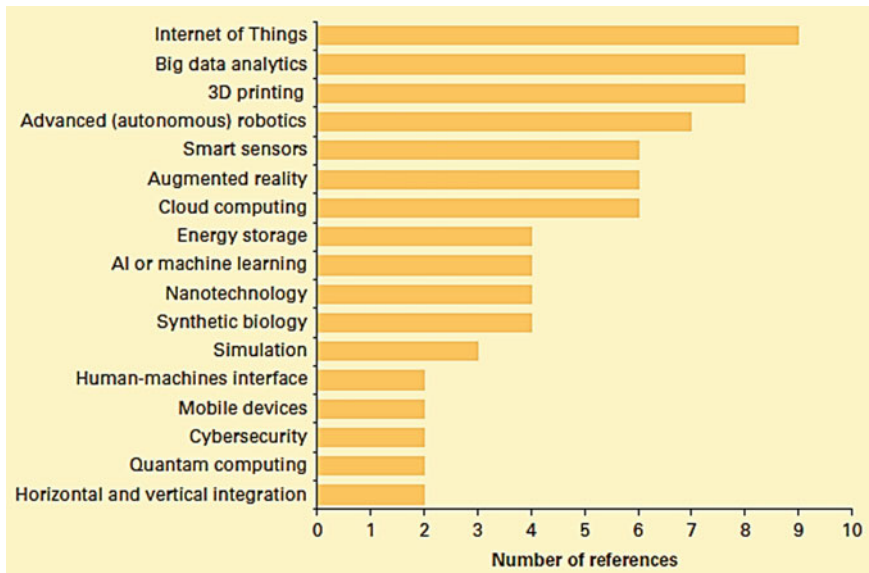 Internet of Things
Big data analytics
3D printing
Advanced (autonomous) robotics
Smart sensors
Augmented reality
Cloud computing
Energy storage
AI or machine learning
Nanotechnology
Synthetic biology
Simulation
Human-machines interface
Mobile devices
Cybersecurity
Quantam computing
Horizontal and vertical integration
0 1 2 3 4 5 6 7 8 9 10
Number of references